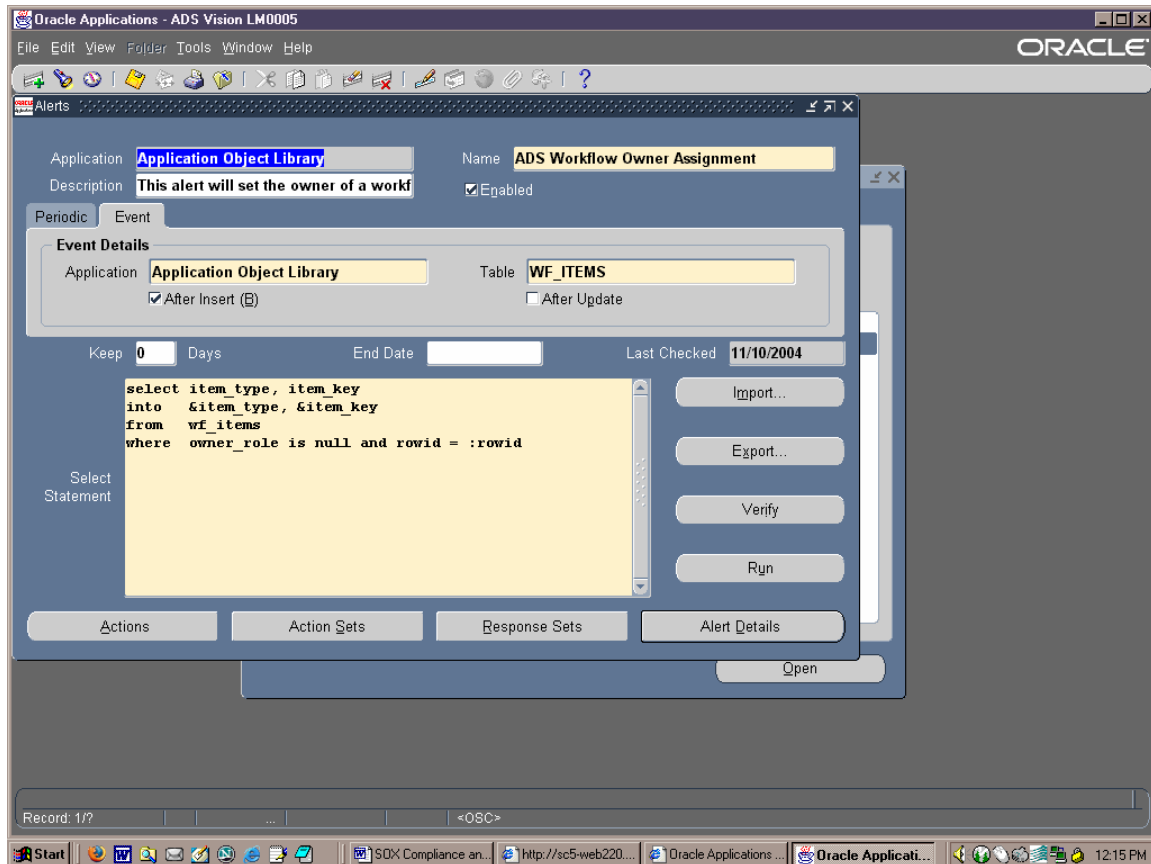 Oracle Applications - ADS Vision LM0005
File Edit View Folder Tools Window Help
ORACLE
Alerts
Application Application Object Library Name ADS Workflow Owner Assignment
Description This alert will set the owner of a workf Enabled
Periodic Event
Event Details
Application Application Object Library Table WF_ITEMS
After Insert (B) After Update
Keep 0 Days End Date Last Checked 11/10/2004
select item_type, item_key
into &item_type, &item_key
from wf_items
where owner_role is null and rowid = :rowid
Select
Statement
Import...
Export...
Verify
Run
Actions Action Sets Response Sets Alert Details
Open
Record: 1/? ... <OSC>
Start SOX Compliance an... http://sc5-web220.... Oracle Applications ... Oracle Applicati... 12:15 PM